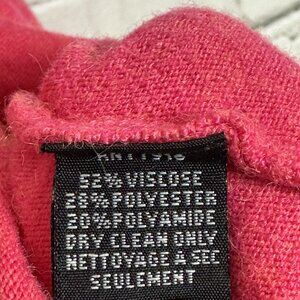 52% VISCOSE
28% POLYESTER
20% POLYAMIDE
DRY CLEAN ONLY
NETTOYAGE A SEC
SEULEMENT